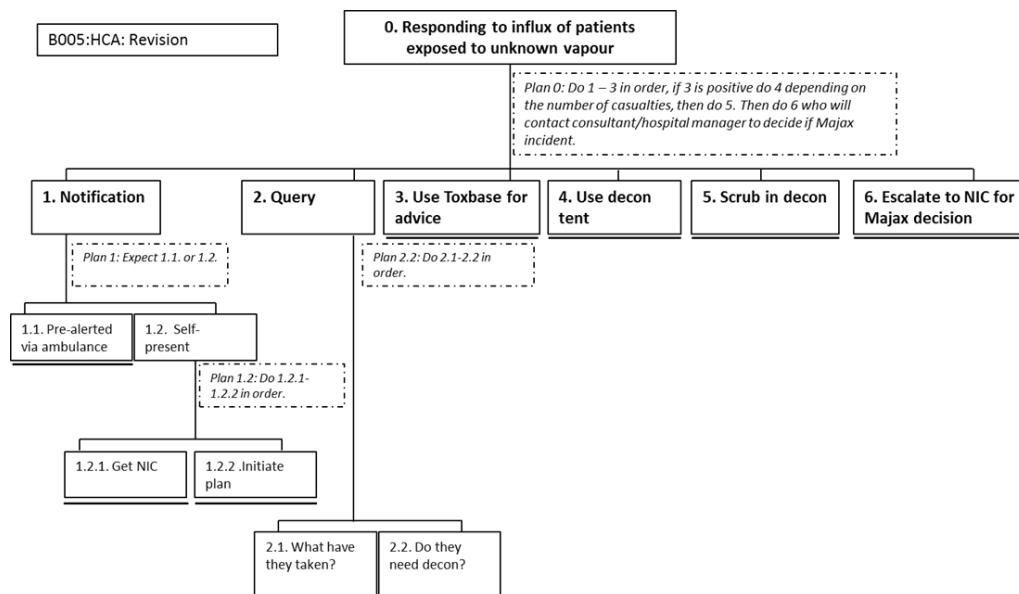 B005:HCA: Revision
0. Responding to influx of patients
exposed to unknown vapour
Plan 0: Do 1 – 3 in order, if 3 is positive do 4 depending on
the number of casualties, then do 5. Then do 6 who will
contact consultant/hospital manager to decide if Majax
incident.
1. Notification
2. Query
3. Use Toxbase for
advice
4. Use decon
tent
5. Scrub in decon
6. Escalate to NIC for
Majax decision
Plan 1: Expect 1.1. or 1.2.
Plan 2.2: Do 2.1-2.2 in
order.
1.1. Pre-alerted
via ambulance
1.2. Self-
present
Plan 1.2: Do 1.2.1-
1.2.2 in order.
1.2.1. Get NIC
1.2.2 .Initiate
plan
2.1. What have
they taken?
2.2. Do they
need decon?